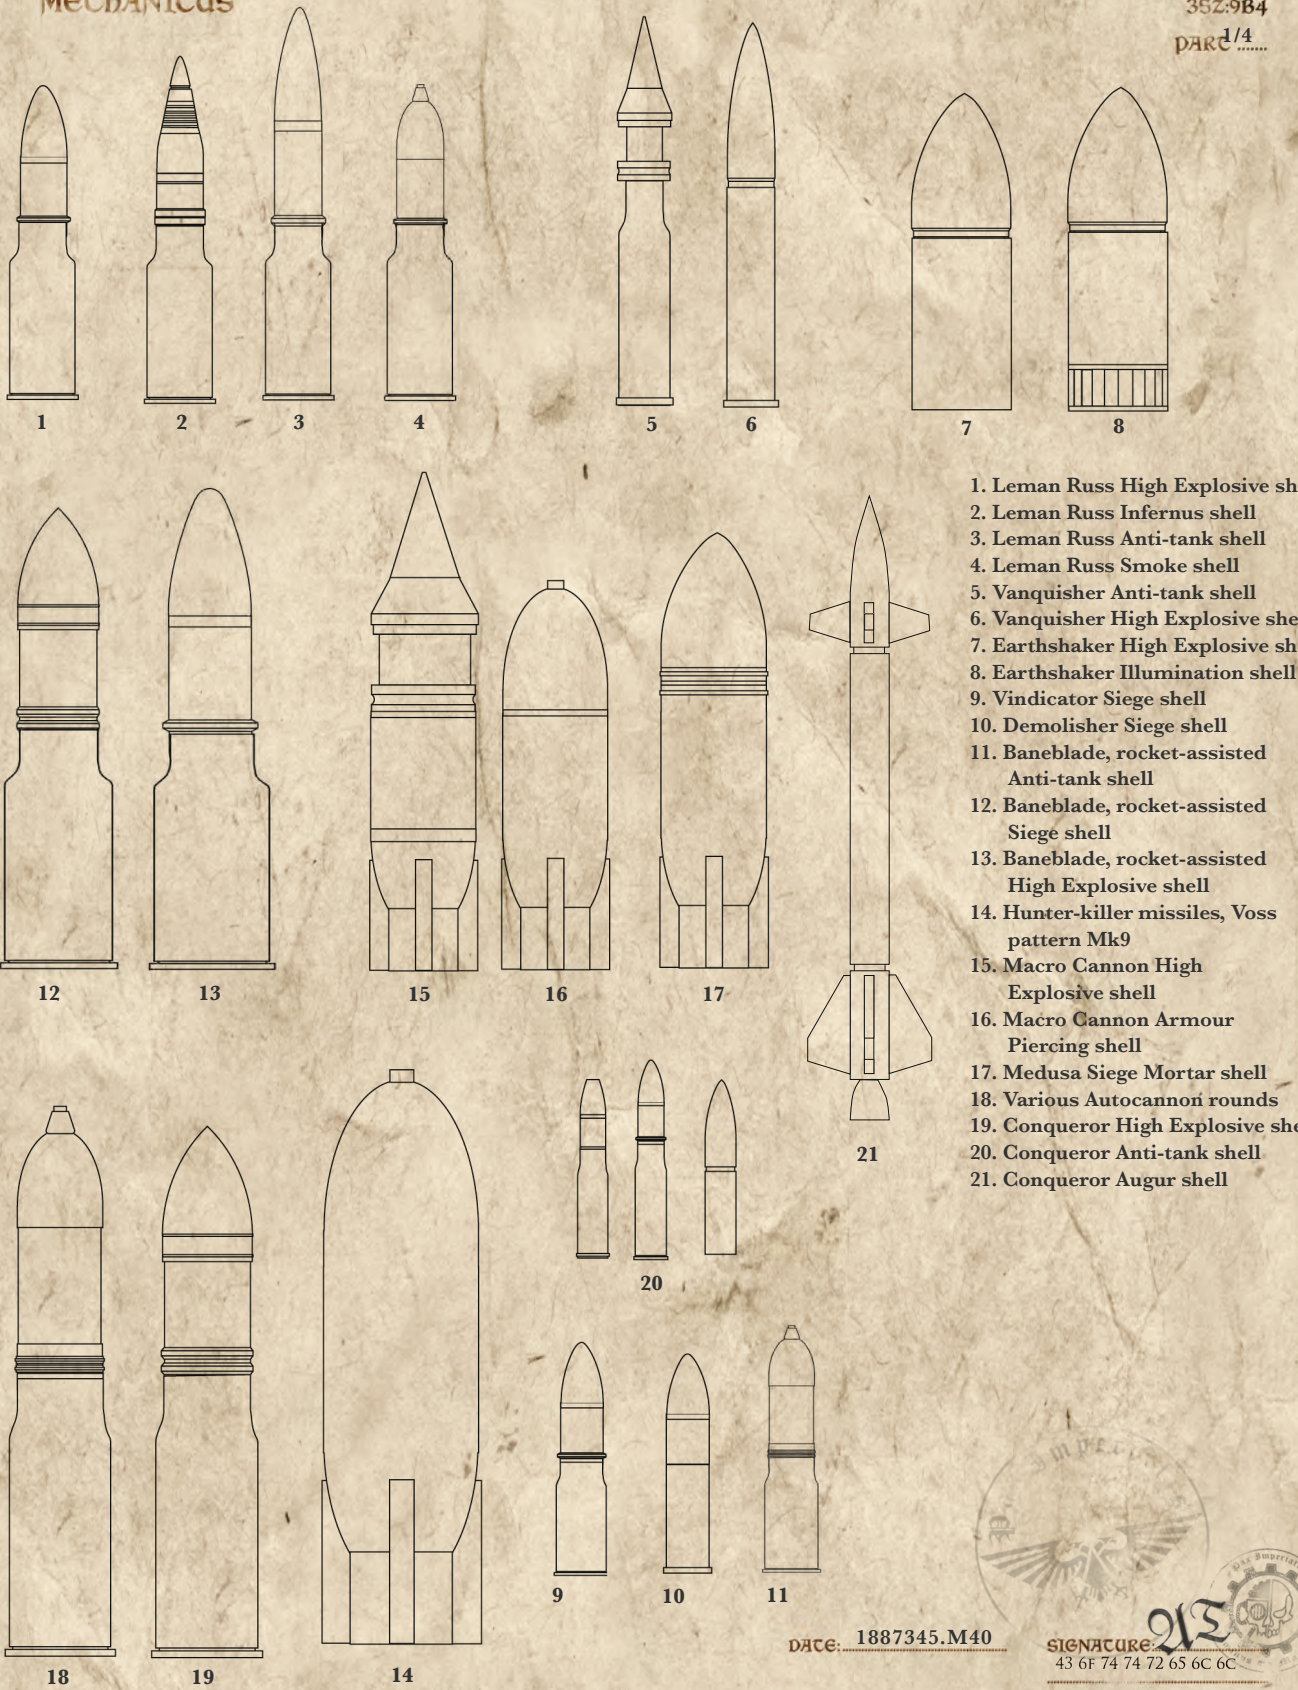 Mechanicus
352:9B4
PART 1/4
1 2 3 4 5 6 7 8
1. Leman Russ High Explosive sh
2. Leman Russ Infernus shell
3. Leman Russ Anti-tank shell
4. Leman Russ Smoke shell
5. Vanquisher Anti-tank shell
6. Vanquisher High Explosive she
7. Earthshaker High Explosive sh
8. Earthshaker Illumination shell
9. Vindicator Siege shell
10. Demolisher Siege shell
11. Baneblade, rocket-assisted
Anti-tank shell
12. Baneblade, rocket-assisted
Siege shell
13. Baneblade, rocket-assisted
High Explosive shell
14. Hunter-killer missiles, Voss
pattern Mk9
15. Macro Cannon High
Explosive shell
16. Macro Cannon Armour
Piercing shell
17. Medusa Siege Mortar shell
18. Various Autocannon rounds
19. Conqueror High Explosive she
20. Conqueror Anti-tank shell
21. Conqueror Augur shell
12 13 15 16 17
21
20
9 10 11
18 19 14
DATE: 1887345.M40
SIGNATURE: AT
43 6F 74 74 72 65 6C 6C